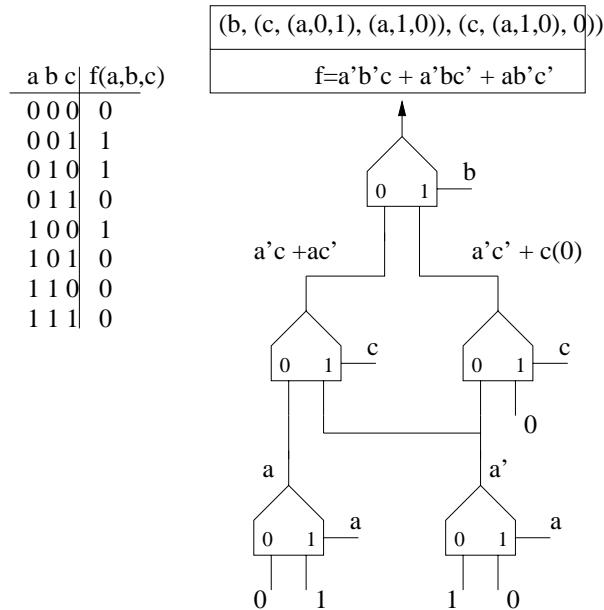 (b, (c, (a,0,1), (a,1,0)), (c, (a,1,0), 0))
f=a’b’c + a’bc’ + ab’c’
a b c f(a,b,c)
0 0 0 0
0 0 1 1
0 1 0 1
0 1 1 0
1 0 0 1
1 0 1 0
1 1 0 0
1 1 1 0
0 1 b
a’c +ac’ a’c’ + c(0)
0 1 c 0 1 c
0
a a’
0 1 a 0 1 a
0 1 1 0